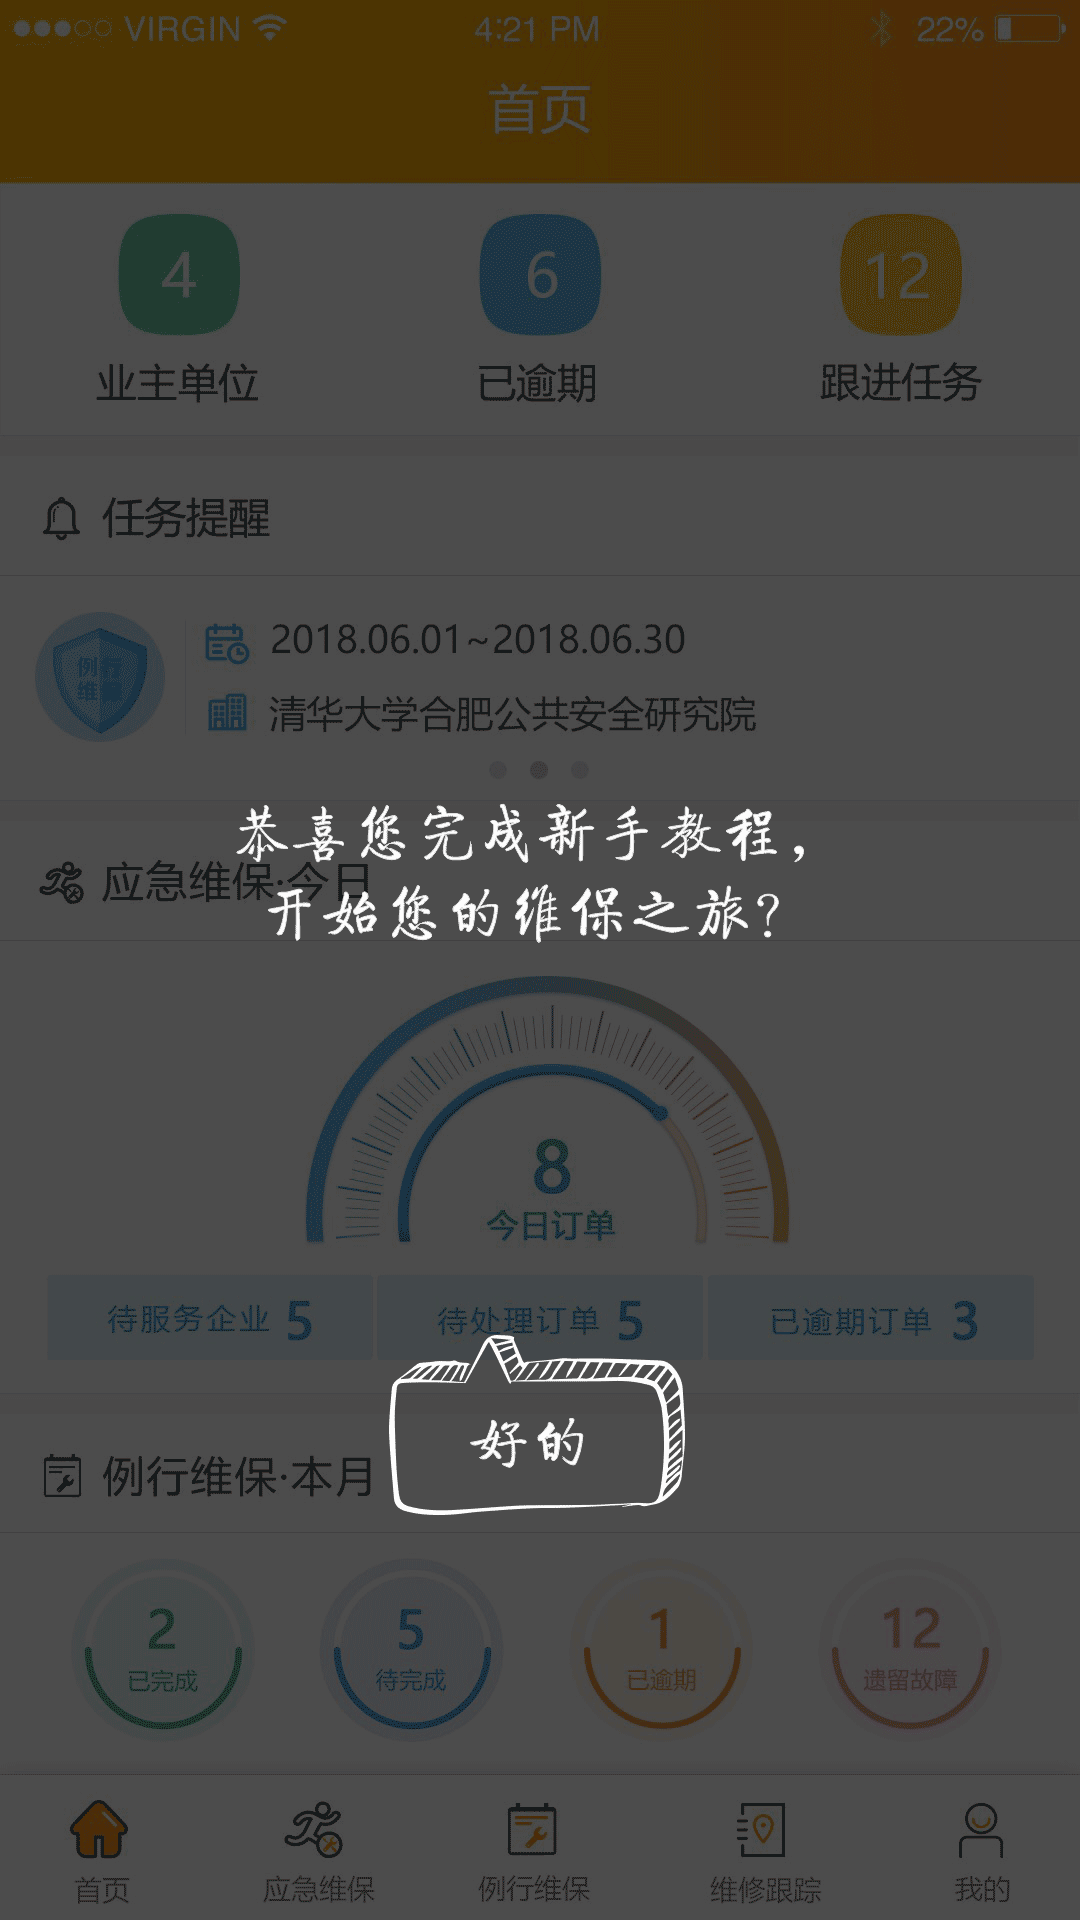 VIRGIN 4:21 PM 22%
首页
4 6 12
业主单位 已逾期 跟进任务
任务提醒
例行
维保
2018.06.01~2018.06.30
清华大学合肥公共安全研究院
恭喜您完成新手教程，
应急维保·今日
开始您的维保之旅？
8
今日订单
待服务企业 5 待处理订单 5 已逾期订单 3
好的
例行维保·本月
2 5 1 12
已完成 待完成 已逾期 遗留故障
首页 应急维保 例行维保 维修跟踪 我的